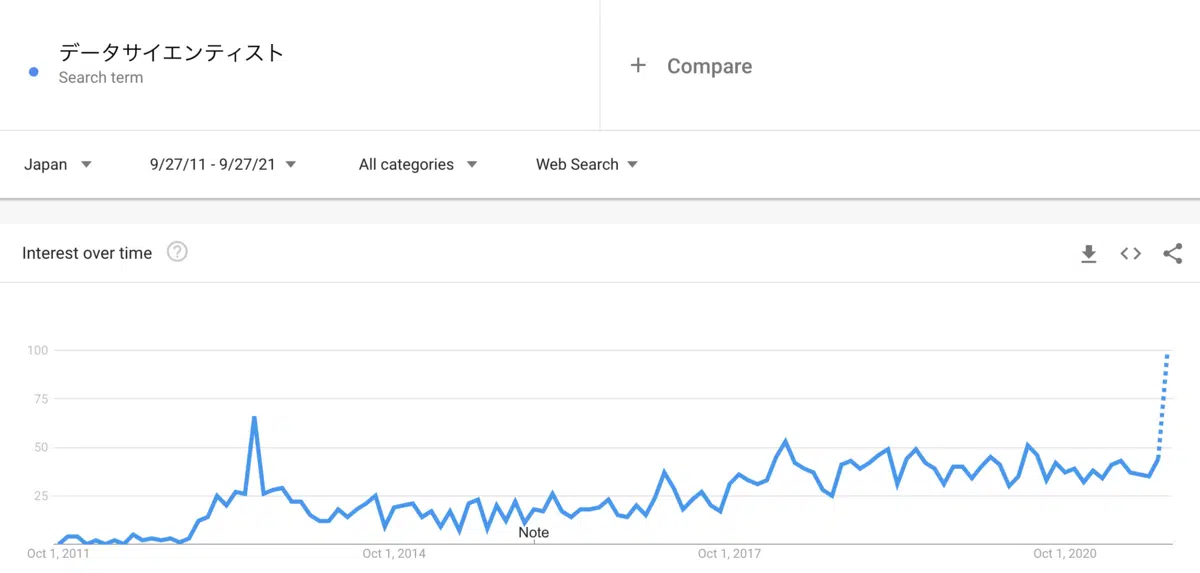 データサイエンティスト
Search term
+ Compare
Japan
9/27/11 - 9/27/21
All categories
Web Search
Interest over time ?
100
75
50
25
Note
Oct 1, 2011
Oct 1, 2014
Oct 1, 2017
Oct 1, 2020